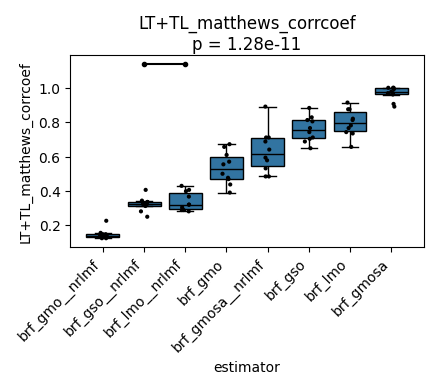 LT+TL_matthews_corrcoef
p = 1.28e-11
LT+TL_matthews_corrcoef
1.0
0.8
0.6
0.4
0.2
brf_gmo__nrlmf
brf_gso__nrlmf
brf_lmo__nrlmf
brf_gmo
brf_gmosa__nrlmf
brf_gso
brf_lmo
brf_gmosa
estimator